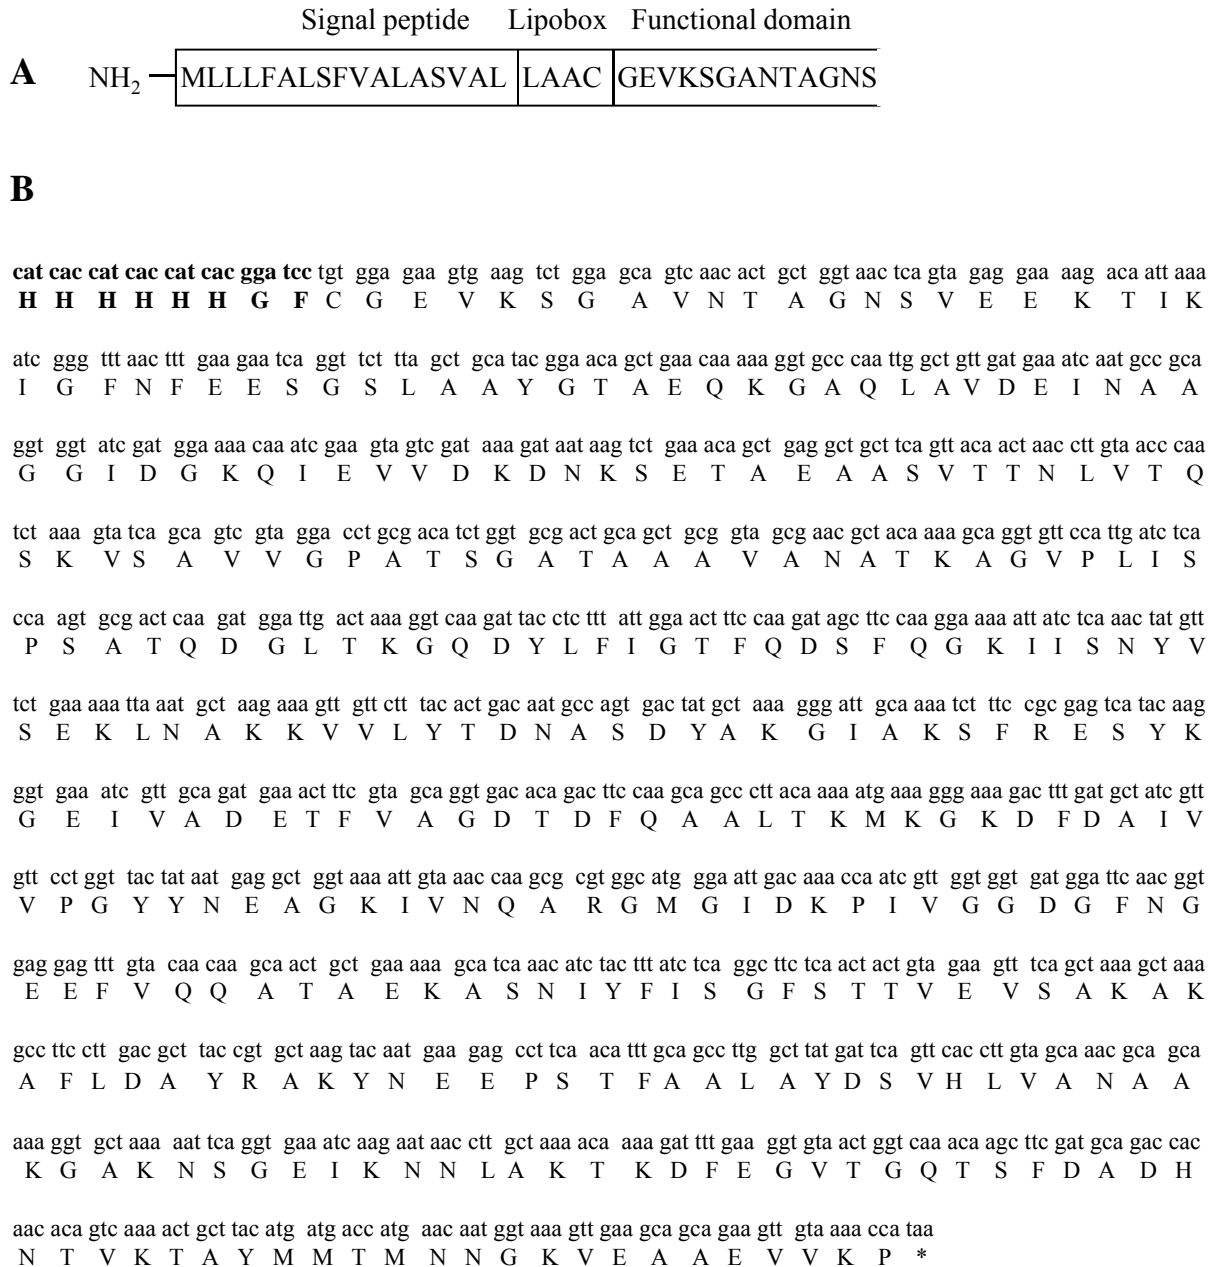 Signal peptide Lipobox Functional domain
A NH2 MLLLFALSFVALASVAL LAAC GEVKSGANTAGNS
B
cat cac cat cac cat cac gga tcc tgt gga gaa gtg aag tct gga gca gtc aac act gct ggt aac tca gta gag gaa aag aca att aaa
H H H H H H G F C G E V K S G A V N T A G N S V E E K T I K
atc ggg ttt aac ttt gaa gaa tca ggt tct tta gct gca tac gga aca gct gaa caa aaa ggt gcc caa ttg gct gtt gat gaa atc aat gcc gca
I G F N F E E S G S L A A Y G T A E Q K G A Q L A V D E I N A A
ggt ggt atc gat gga aaa caa atc gaa gta gtc gat aaa gat aat aag tct gaa aca gct gag gct gct tca gtt aca act aac ctt gta acc caa
G G I D G K Q I E V V D K D N K S E T A E A A S V T T N L V T Q
tct aaa gta tca gca gtc gta gga cct gcg aca tct ggt gcg act gca gct gcg gta gcg aac gct aca aaa gca ggt gtt cca ttg atc tca
S K V S A V V G P A T S G A T A A A V A N A T K A G V P L I S
cca agt gcg act caa gat gga ttg act aaa ggt caa gat tac ctc ttt att gga act ttc caa gat agc ttc caa gga aaa att atc tca aac tat gtt
P S A T Q D G L T K G Q D Y L F I G T F Q D S F Q G K I I S N Y V
tct gaa aaa tta aat gct aag aaa gtt gtt ctt tac act gac aat gcc agt gac tat gct aaa ggg att gca aaa tct ttc cgc gag tca tac aag
S E K L N A K K V V L Y T D N A S D Y A K G I A K S F R E S Y K
ggt gaa atc gtt gca gat gaa act ttc gta gca ggt gac aca gac ttc caa gca gcc ctt aca aaa atg aaa ggg aaa gac ttt gat gct atc gtt
G E I V A D E T F V A G D T D F Q A A L T K M K G K D F D A I V
gtt cct ggt tac tat aat gag gct ggt aaa att gta aac caa gcg cgt ggc atg gga att gac aaa cca atc gtt ggt ggt gat gga ttc aac ggt
V P G Y Y N E A G K I V N Q A R G M G I D K P I V G G D G F N G
gag gag ttt gta caa caa gca act gct gaa aaa gca tca aac atc tac ttt atc tca ggc ttc tca act act gta gaa gtt tca gct aaa gct aaa
E E F V Q Q A T A E K A S N I Y F I S G F S T T V E V S A K A K
gcc ttc ctt gac gct tac cgt gct aag tac aat gaa gag cct tca aca ttt gca gcc ttg gct tat gat tca gtt cac ctt gta gca aac gca gca
A F L D A Y R A K Y N E E P S T F A A L A Y D S V H L V A N A A
aaa ggt gct aaa aat tca ggt gaa atc aag aat aac ctt gct aaa aca aaa gat ttt gaa ggt gta act ggt caa aca agc ttc gat gca gac cac
K G A K N S G E I K N N L A K T K D F E G V T G Q T S F D A D H
aac aca gtc aaa act gct tac atg atg acc atg aac aat ggt aaa gtt gaa gca gca gaa gtt gta aaa cca taa
N T V K T A Y M M T M N N G K V E A A E V V K P *